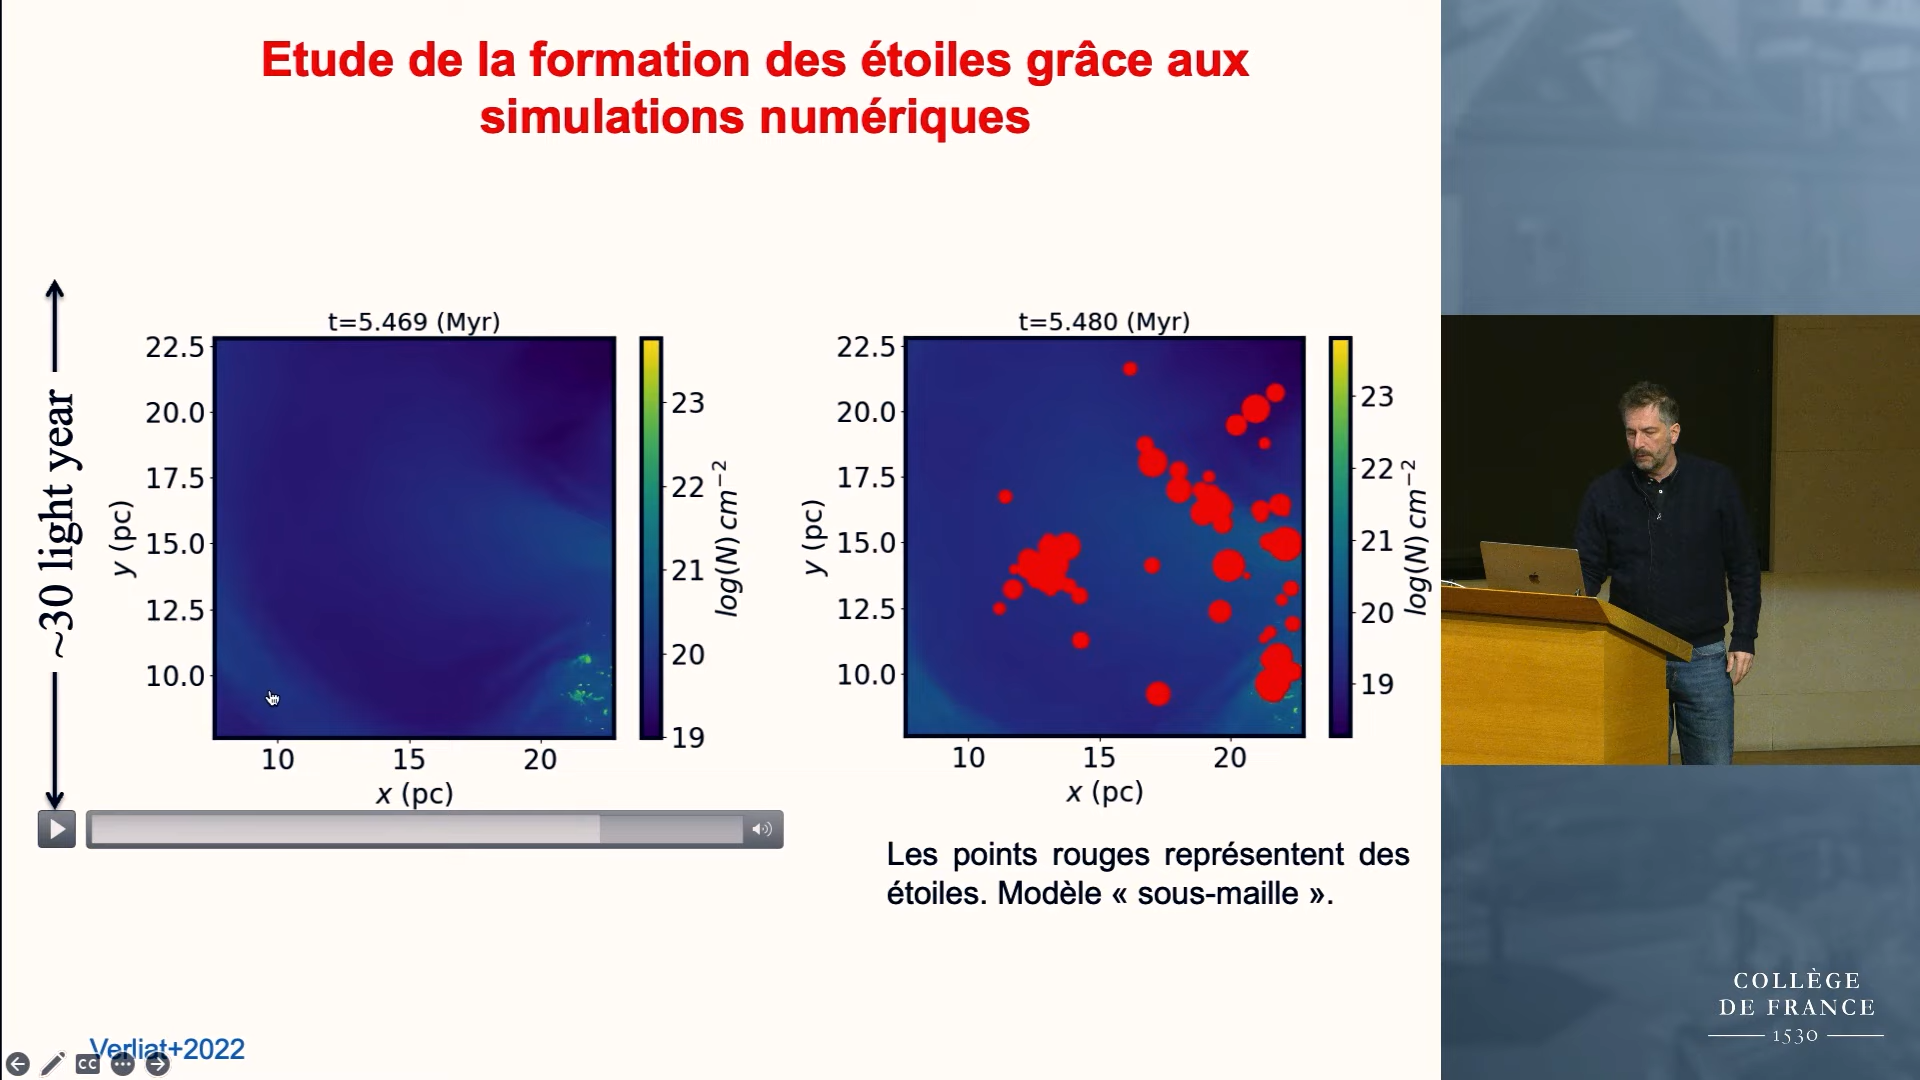 Etude de la formation des étoiles grâce aux
simulations numériques
~30 light year
t=5.469 (Myr)
22.5
20.0
17.5
15.0
12.5
10.0
y (pc)
10 15 20
x (pc)
23
22
21
20
19
log(N) cm⁻²
t=5.480 (Myr)
22.5
20.0
17.5
15.0
12.5
10.0
y (pc)
10 15 20
x (pc)
23
22
21
20
19
log(N) cm⁻²
Les points rouges représentent des
étoiles. Modèle « sous-maille ».
Verliat+2022
CC
COLLÈGE
DE FRANCE
1530